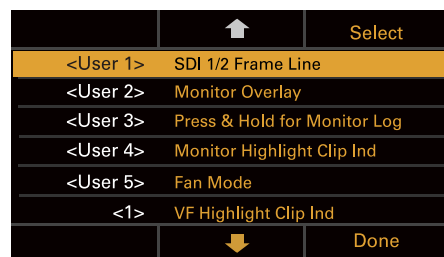 Select
<User 1> SDI 1/2 Frame Line
<User 2> Monitor Overlay
<User 3> Press & Hold for Monitor Log
<User 4> Monitor Highlight Clip Ind
<User 5> Fan Mode
<1> VF Highlight Clip Ind
Done